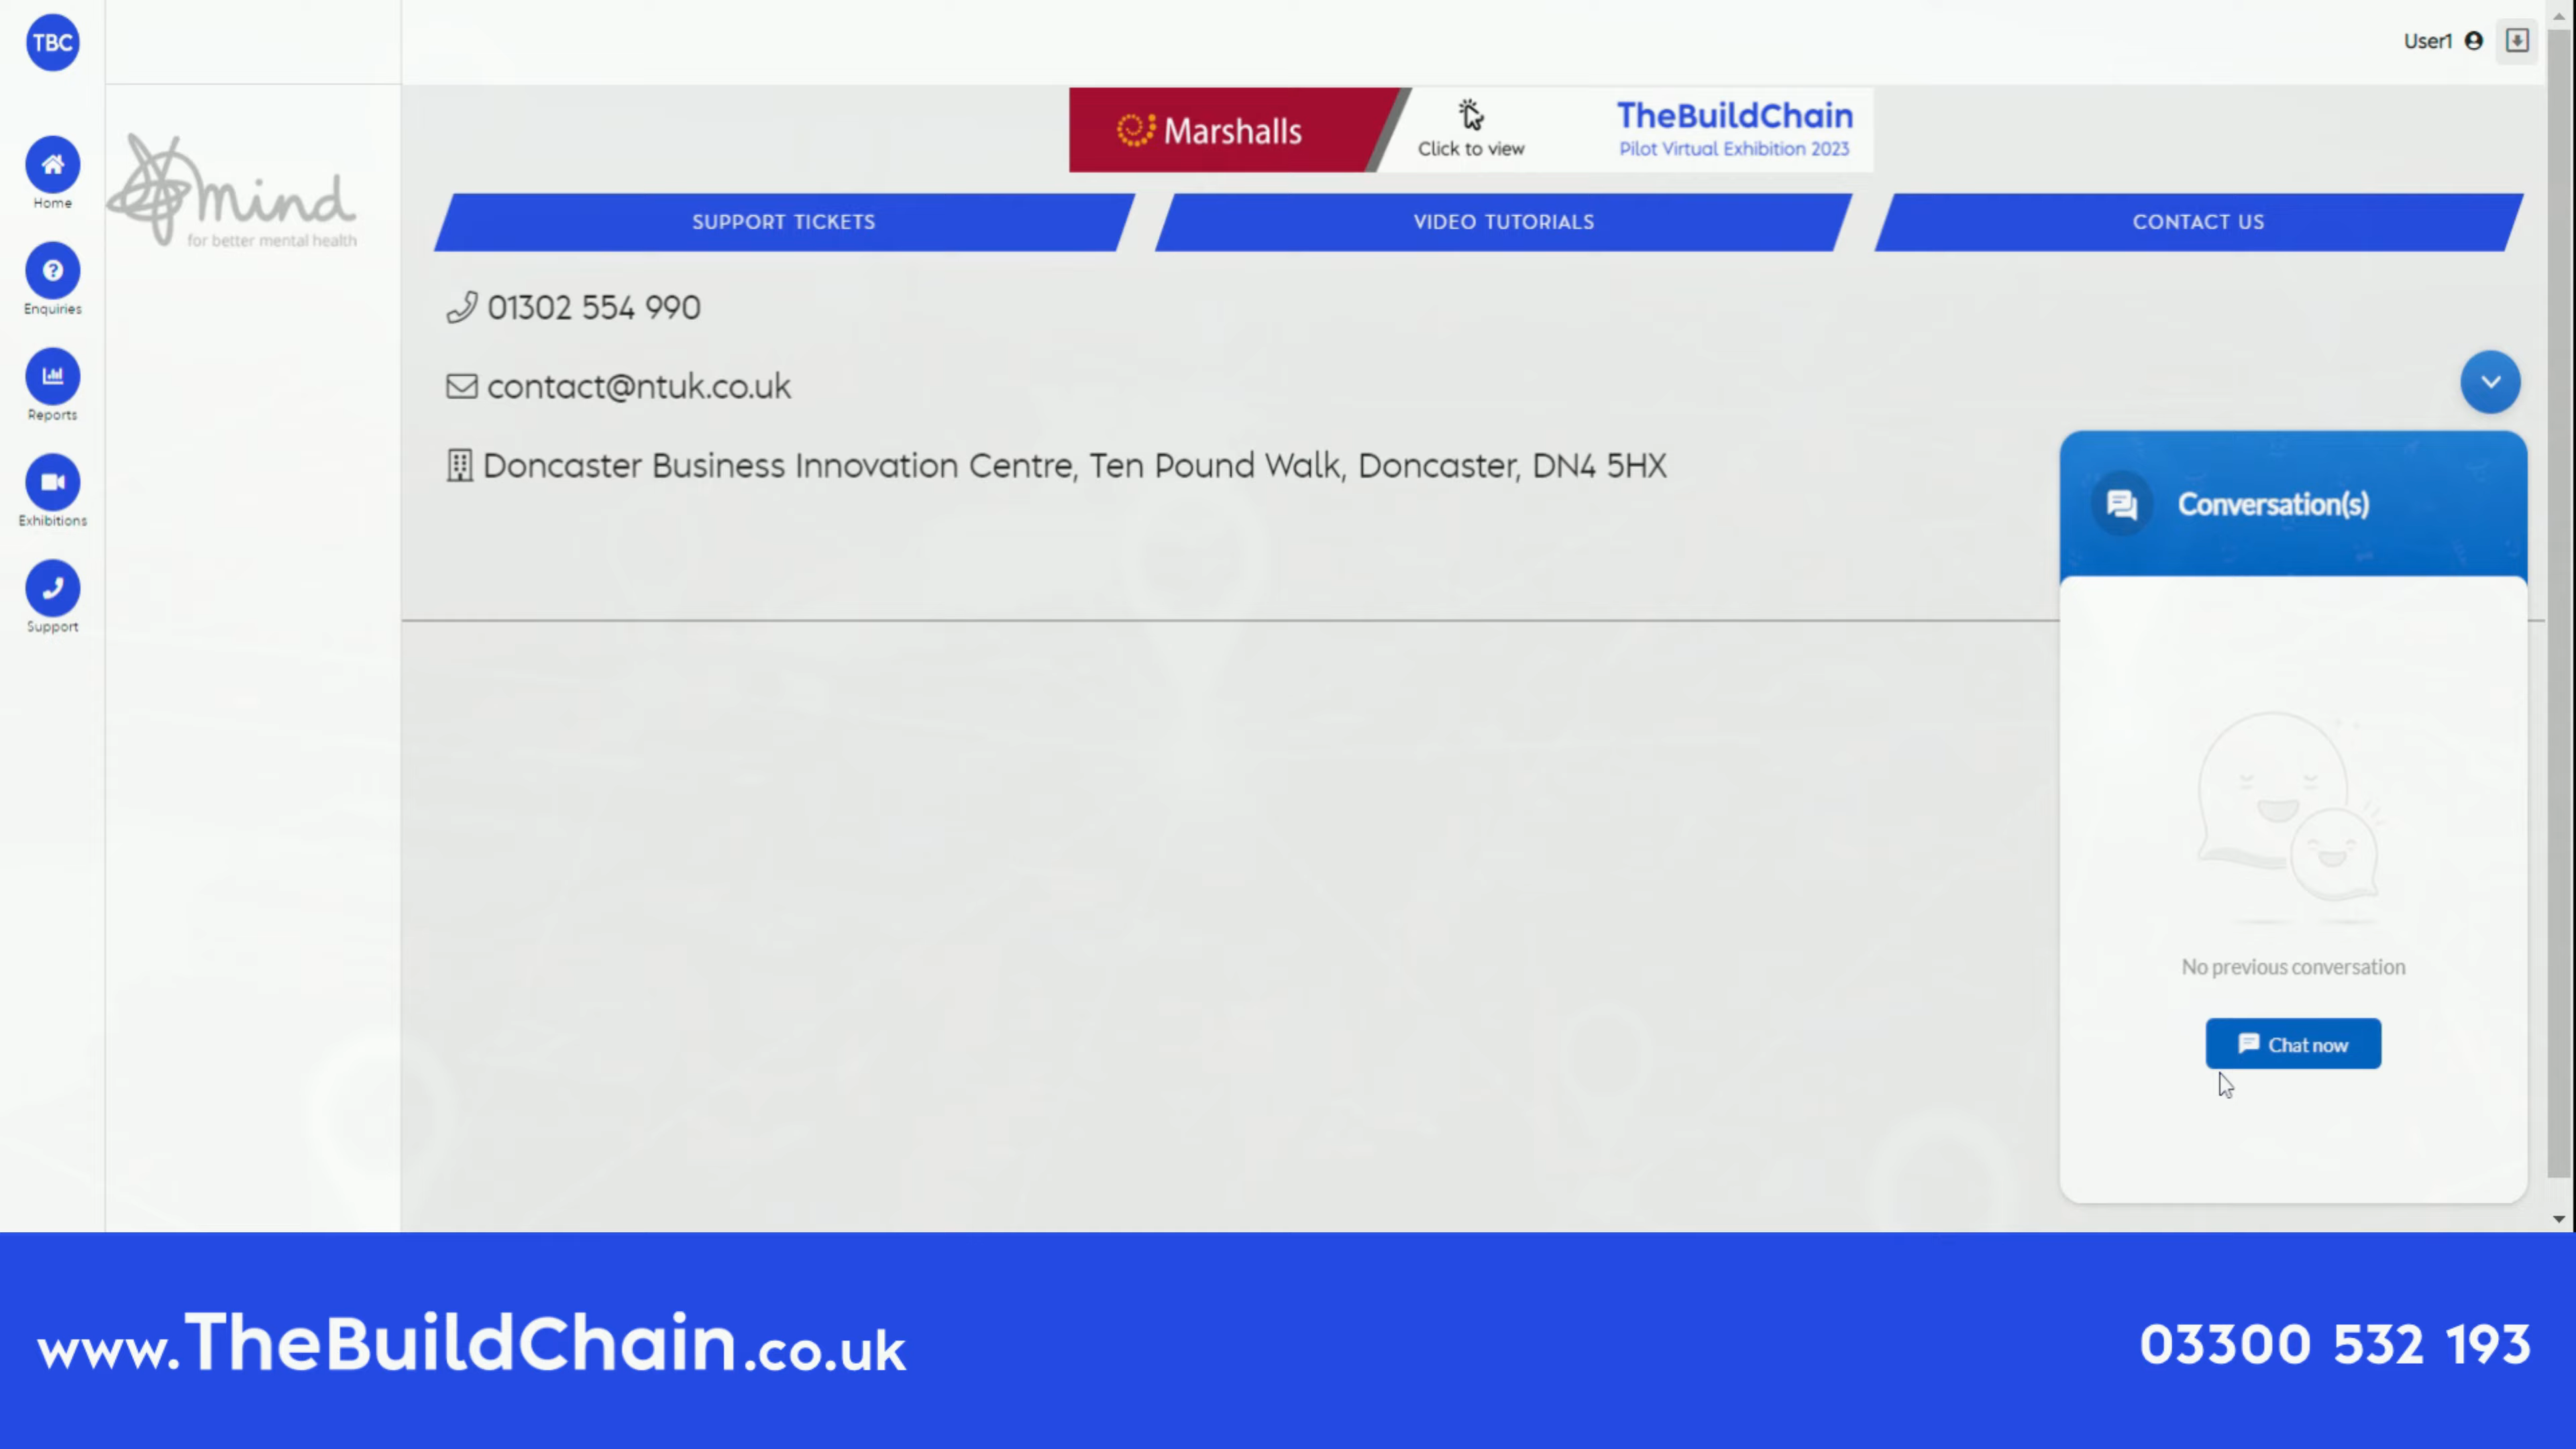 TBC
User1
Marshalls
Click to view
TheBuildChain
Pilot Virtual Exhibition 2023
Home
mind
for better mental health
SUPPORT TICKETS
VIDEO TUTORIALS
CONTACT US
Enquiries
01302 554 990
Reports
contact@ntuk.co.uk
Doncaster Business Innovation Centre, Ten Pound Walk, Doncaster, DN4 5HX
Exhibitions
Conversation(s)
Support
No previous conversation
Chat now
www.TheBuildChain.co.uk
03300 532 193